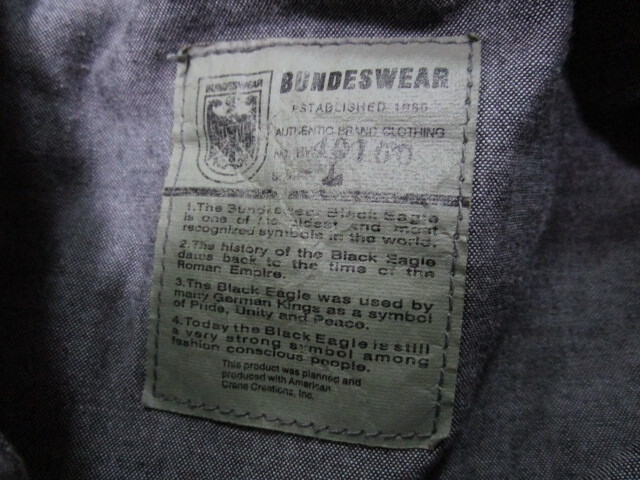 BUNDESWEAR
BUNDESWEAR
ESTABLISHED
AUTHENTIC BRAND CLOTHING
NO.
1.The Bundeswear Black Eagle
is one of the oldest and most
recognized symbols in the world.
2.The history of the Black Eagle
dates back to the time of the
Roman Empire.
3.The Black Eagle was used by
many German Kings as a symbol
of Pride, Unity and Peace.
4.Today the Black Eagle is still
a very strong symbol among
fashion conscious people.
This product was planned and
produced with American
Crane Creations, Inc.